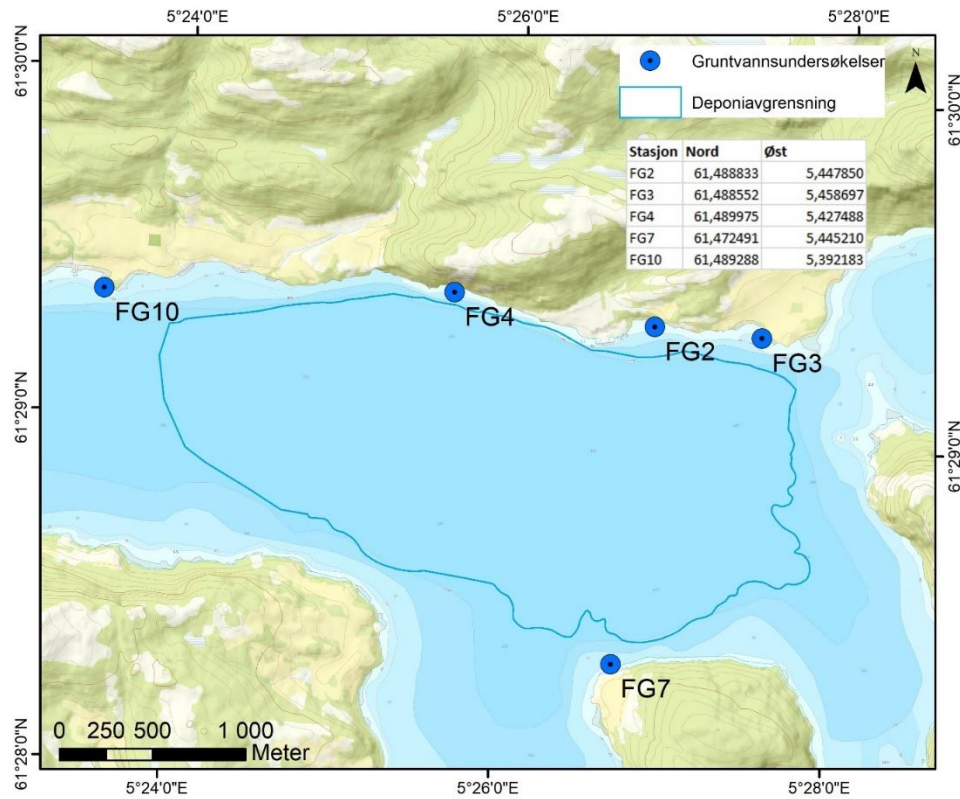 5°24'0"E
5°26'0"E
5°28'0"E
61°30'0"N
N
Gruntvannsundersøkelser
Deponiavgrensning
61°30'0"N
Stasjon Nord Øst
FG2 61,488833 5,447850
FG3 61,488552 5,458697
FG4 61,489975 5,427488
FG7 61,472491 5,445210
FG10 61,489288 5,392183
FG10
FG4
FG2
FG3
61°29'0"N
61°29'0"N
FG7
0 250 500 1 000
Meter
61°28'0"N
5°24'0"E
5°26'0"E
5°28'0"E